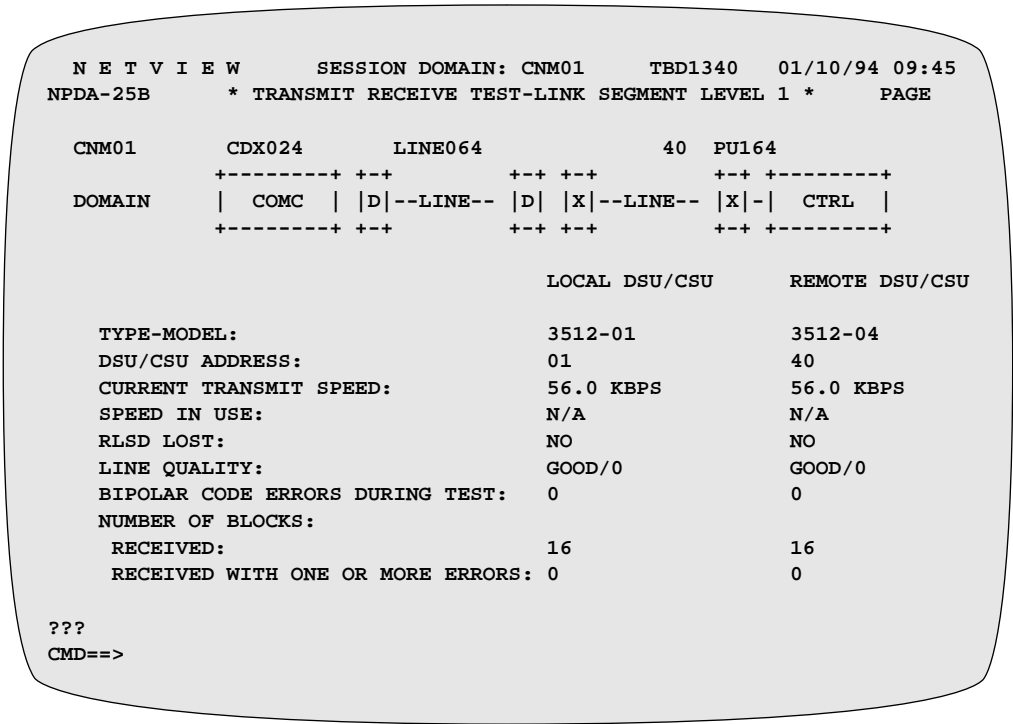 N E T V I E W SESSION DOMAIN: CNM01 TBD1340 01/10/94 09:45
NPDA-25B * TRANSMIT RECEIVE TEST-LINK SEGMENT LEVEL 1 * PAGE
CNM01 CDX024 LINE064 40 PU164
+--------+ +-+ +-+ +-+ +-+ +--------+
DOMAIN | COMC | |D|--LINE-- |D| |X|--LINE-- |X|-| CTRL |
+--------+ +-+ +-+ +-+ +-+ +--------+
LOCAL DSU/CSU REMOTE DSU/CSU
TYPE-MODEL: 3512-01 3512-04
DSU/CSU ADDRESS: 01 40
CURRENT TRANSMIT SPEED: 56.0 KBPS 56.0 KBPS
SPEED IN USE: N/A N/A
RLSD LOST: NO NO
LINE QUALITY: GOOD/0 GOOD/0
BIPOLAR CODE ERRORS DURING TEST: 0 0
NUMBER OF BLOCKS:
RECEIVED: 16 16
RECEIVED WITH ONE OR MORE ERRORS: 0 0
???
CMD==>